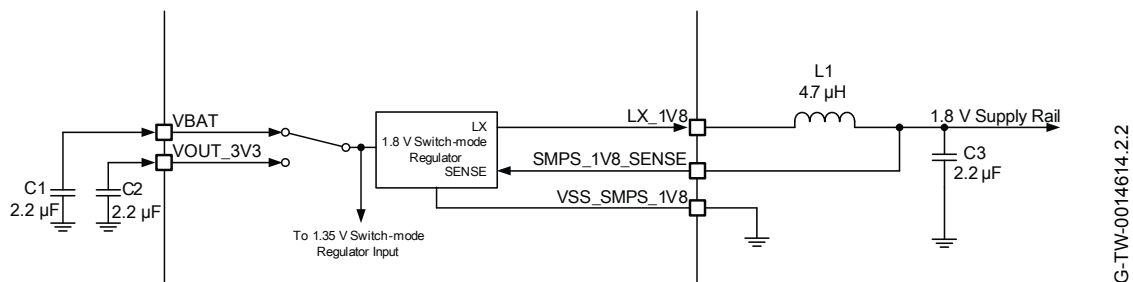 L1
4.7 µH
LX_1V8
1.8 V Supply Rail
VBAT
LX
1.8 V Switch-mode
Regulator
SENSE
VOUT_3V3
SMPS_1V8_SENSE
C3
2.2 µF
C1
2.2 µF
C2
2.2 µF
VSS_SMPS_1V8
To 1.35 V Switch-mode
Regulator Input
G-TW-0014614.2.2